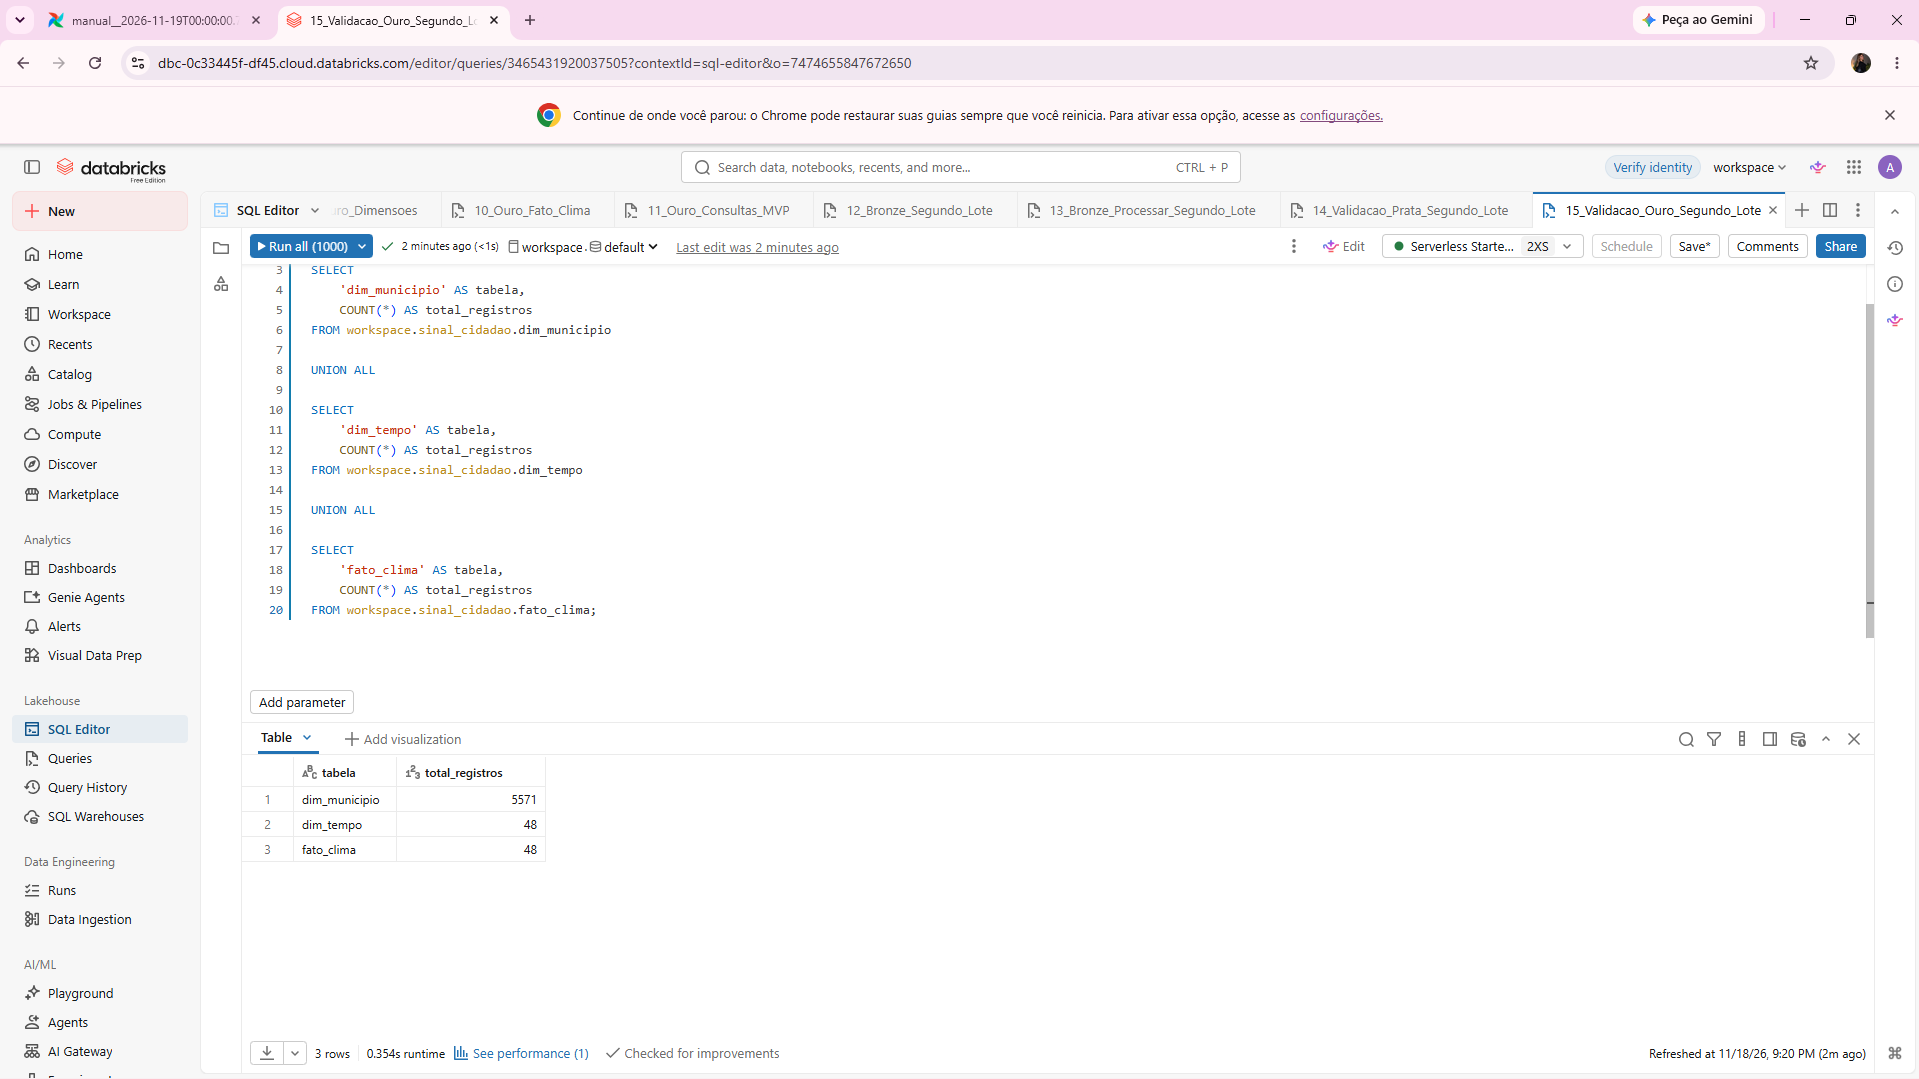 manual__2026-11-19T00:00:00.
15_Validacao_Ouro_Segundo_L
Peça ao Gemini
dbc-0c33445f-df45.cloud.databricks.com/editor/queries/3465431920037505?contextId=sql-editor&o=7474655847672650
Continue de onde você parou: o Chrome pode restaurar suas guias sempre que você reinicia. Para ativar essa opção, acesse as configurações.
databricks
Free Edition
Search data, notebooks, recents, and more...
CTRL + P
Verify identity
workspace
A
New
Home
Learn
Workspace
Recents
Catalog
Jobs & Pipelines
Compute
Discover
Marketplace
Analytics
Dashboards
Genie Agents
Alerts
Visual Data Prep
Lakehouse
SQL Editor
Queries
Query History
SQL Warehouses
Data Engineering
Runs
Data Ingestion
AI/ML
Playground
Agents
AI Gateway
SQL Editor
uro_Dimensoes
10_Ouro_Fato_Clima
11_Ouro_Consultas_MVP
12_Bronze_Segundo_Lote
13_Bronze_Processar_Segundo_Lote
14_Validacao_Prata_Segundo_Lote
15_Validacao_Ouro_Segundo_Lote
Run all (1000)
2 minutes ago (<1s)
workspace.
default
Last edit was 2 minutes ago
Edit
Serverless Starte...
2XS
Schedule
Save*
Comments
Share
3 SELECT
4 'dim_municipio' AS tabela,
5 COUNT(*) AS total_registros
6 FROM workspace.sinal_cidadao.dim_municipio
7
8 UNION ALL
9
10 SELECT
11 'dim_tempo' AS tabela,
12 COUNT(*) AS total_registros
13 FROM workspace.sinal_cidadao.dim_tempo
14
15 UNION ALL
16
17 SELECT
18 'fato_clima' AS tabela,
19 COUNT(*) AS total_registros
20 FROM workspace.sinal_cidadao.fato_clima;
Add parameter
Table
Add visualization
tabela total_registros
1 dim_municipio 5571
2 dim_tempo 48
3 fato_clima 48
3 rows
0.354s runtime
See performance (1)
Checked for improvements
Refreshed at 11/18/26, 9:20 PM (2m ago)